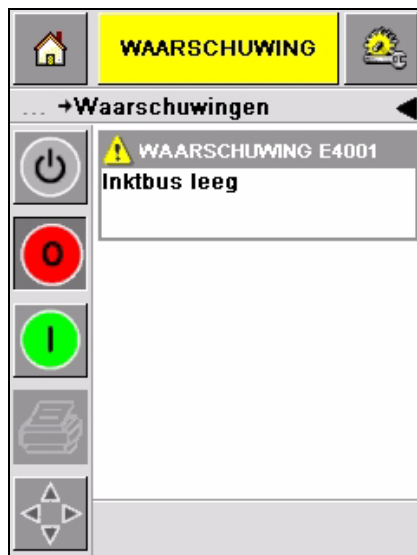 WAARSCHUWING
... →Waarschuwingen
WAARSCHUWING E4001
Inktbus leeg
O
I